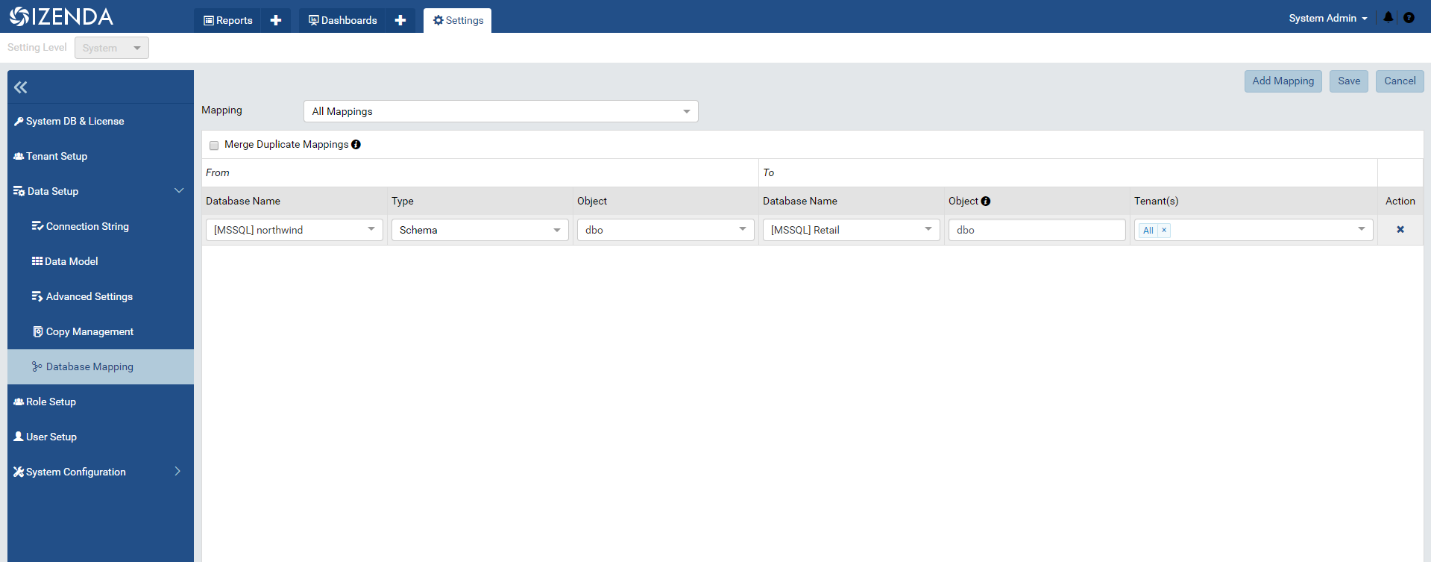 IZENDA
Reports
Dashboards
Settings
System Admin
Setting Level System
Add Mapping Save Cancel
System DB & License
Tenant Setup
Data Setup
Connection String
Data Model
Advanced Settings
Copy Management
Database Mapping
Role Setup
User Setup
System Configuration
Mapping All Mappings
Merge Duplicate Mappings
From To
Database Name Type Object Database Name Object Tenant(s) Action
[MSSQL] northwind Schema dbo [MSSQL] Retail dbo All ×